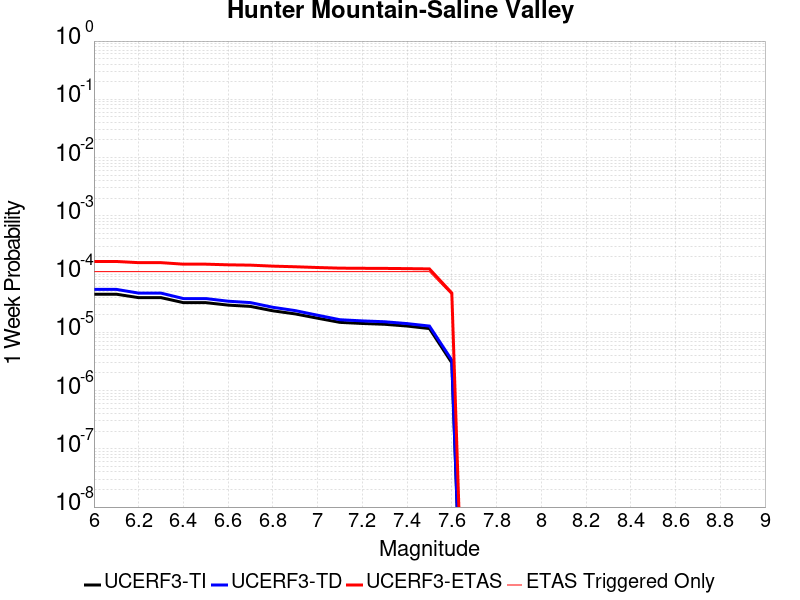 Hunter Mountain-Saline Valley
10^0
10^-1
10^-2
10^-3
10^-4
10^-5
10^-6
10^-7
10^-8
1 Week Probability
6 6.2 6.4 6.6 6.8 7 7.2 7.4 7.6 7.8 8 8.2 8.4 8.6 8.8 9
Magnitude
UCERF3-TI UCERF3-TD UCERF3-ETAS ETAS Triggered Only